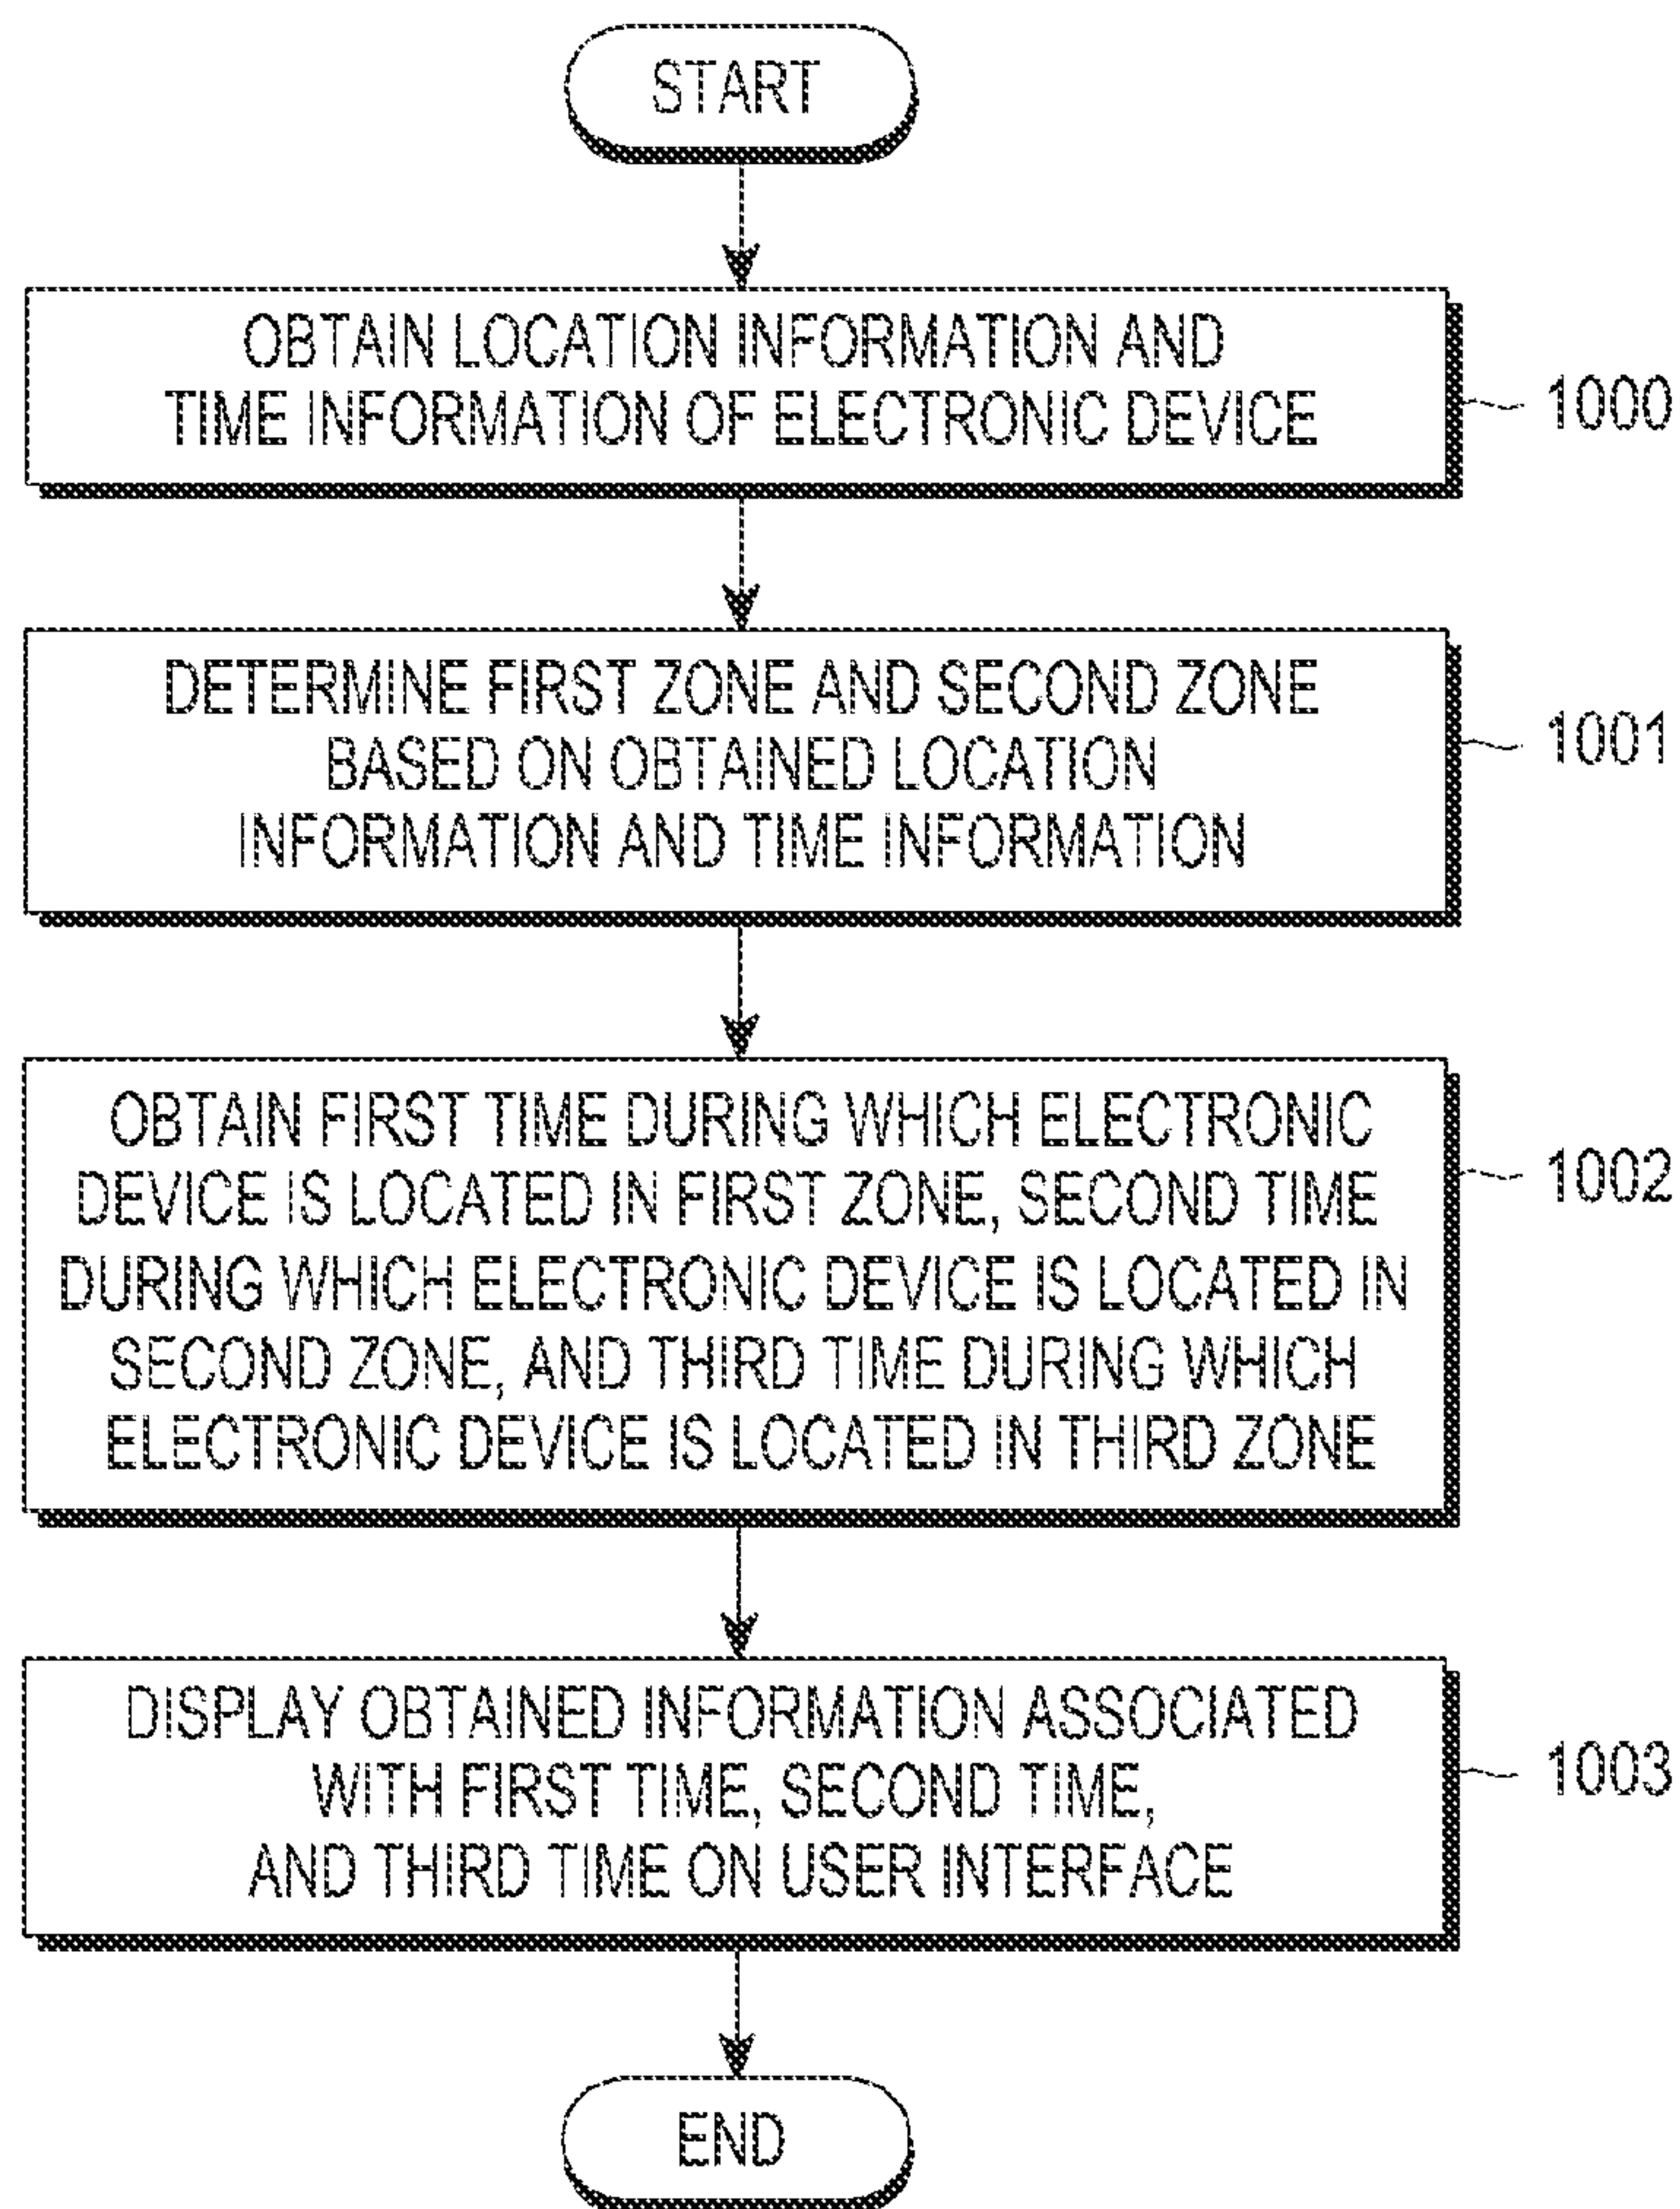 START
OBTAIN LOCATION INFORMATION AND
TIME INFORMATION OF ELECTRONIC DEVICE
1000
DETERMINE FIRST ZONE AND SECOND ZONE
BASED ON OBTAINED LOCATION
INFORMATION AND TIME INFORMATION
1001
OBTAIN FIRST TIME DURING WHICH ELECTRONIC
DEVICE IS LOCATED IN FIRST ZONE, SECOND TIME
DURING WHICH ELECTRONIC DEVICE IS LOCATED IN
SECOND ZONE, AND THIRD TIME DURING WHICH
ELECTRONIC DEVICE IS LOCATED IN THIRD ZONE
1002
DISPLAY OBTAINED INFORMATION ASSOCIATED
WITH FIRST TIME, SECOND TIME,
AND THIRD TIME ON USER INTERFACE
1003
END